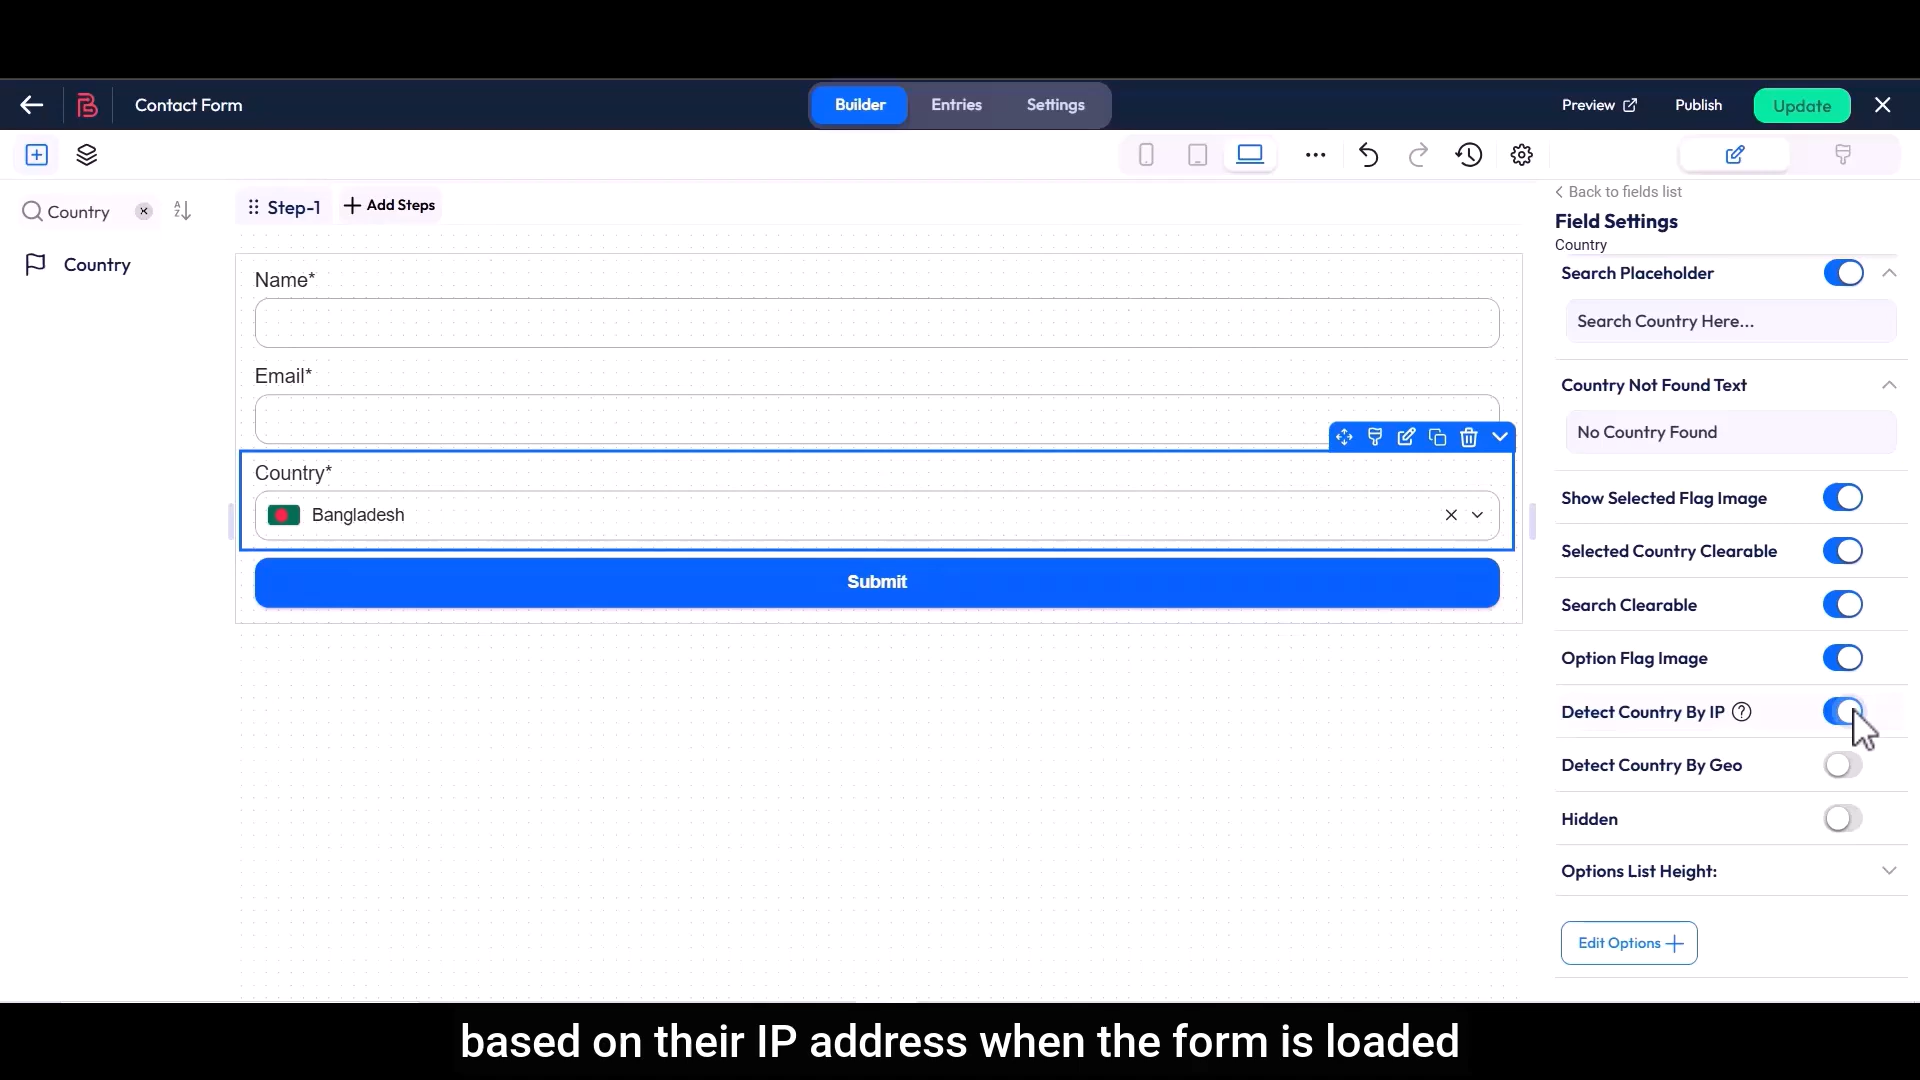 Contact Form
Builder
Entries
Settings
Preview
Publish
Update
Country
Step-1
Add Steps
Country
Name*
Email*
Country*
Bangladesh
Submit
Back to fields list
Field Settings
Country
Search Placeholder
Search Country Here...
Country Not Found Text
No Country Found
Show Selected Flag Image
Selected Country Clearable
Search Clearable
Option Flag Image
Detect Country By IP
Detect Country By Geo
Hidden
Options List Height:
Edit Options
based on their IP address when the form is loaded